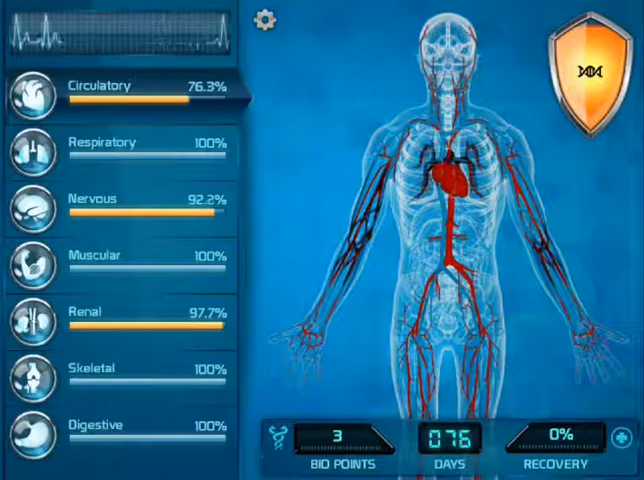 Circulatory 76.3%
Respiratory 100%
Nervous 92.2%
Muscular 100%
Renal 97.7%
Skeletal 100%
Digestive 100%
3 076 0%
BIO POINTS DAYS RECOVERY